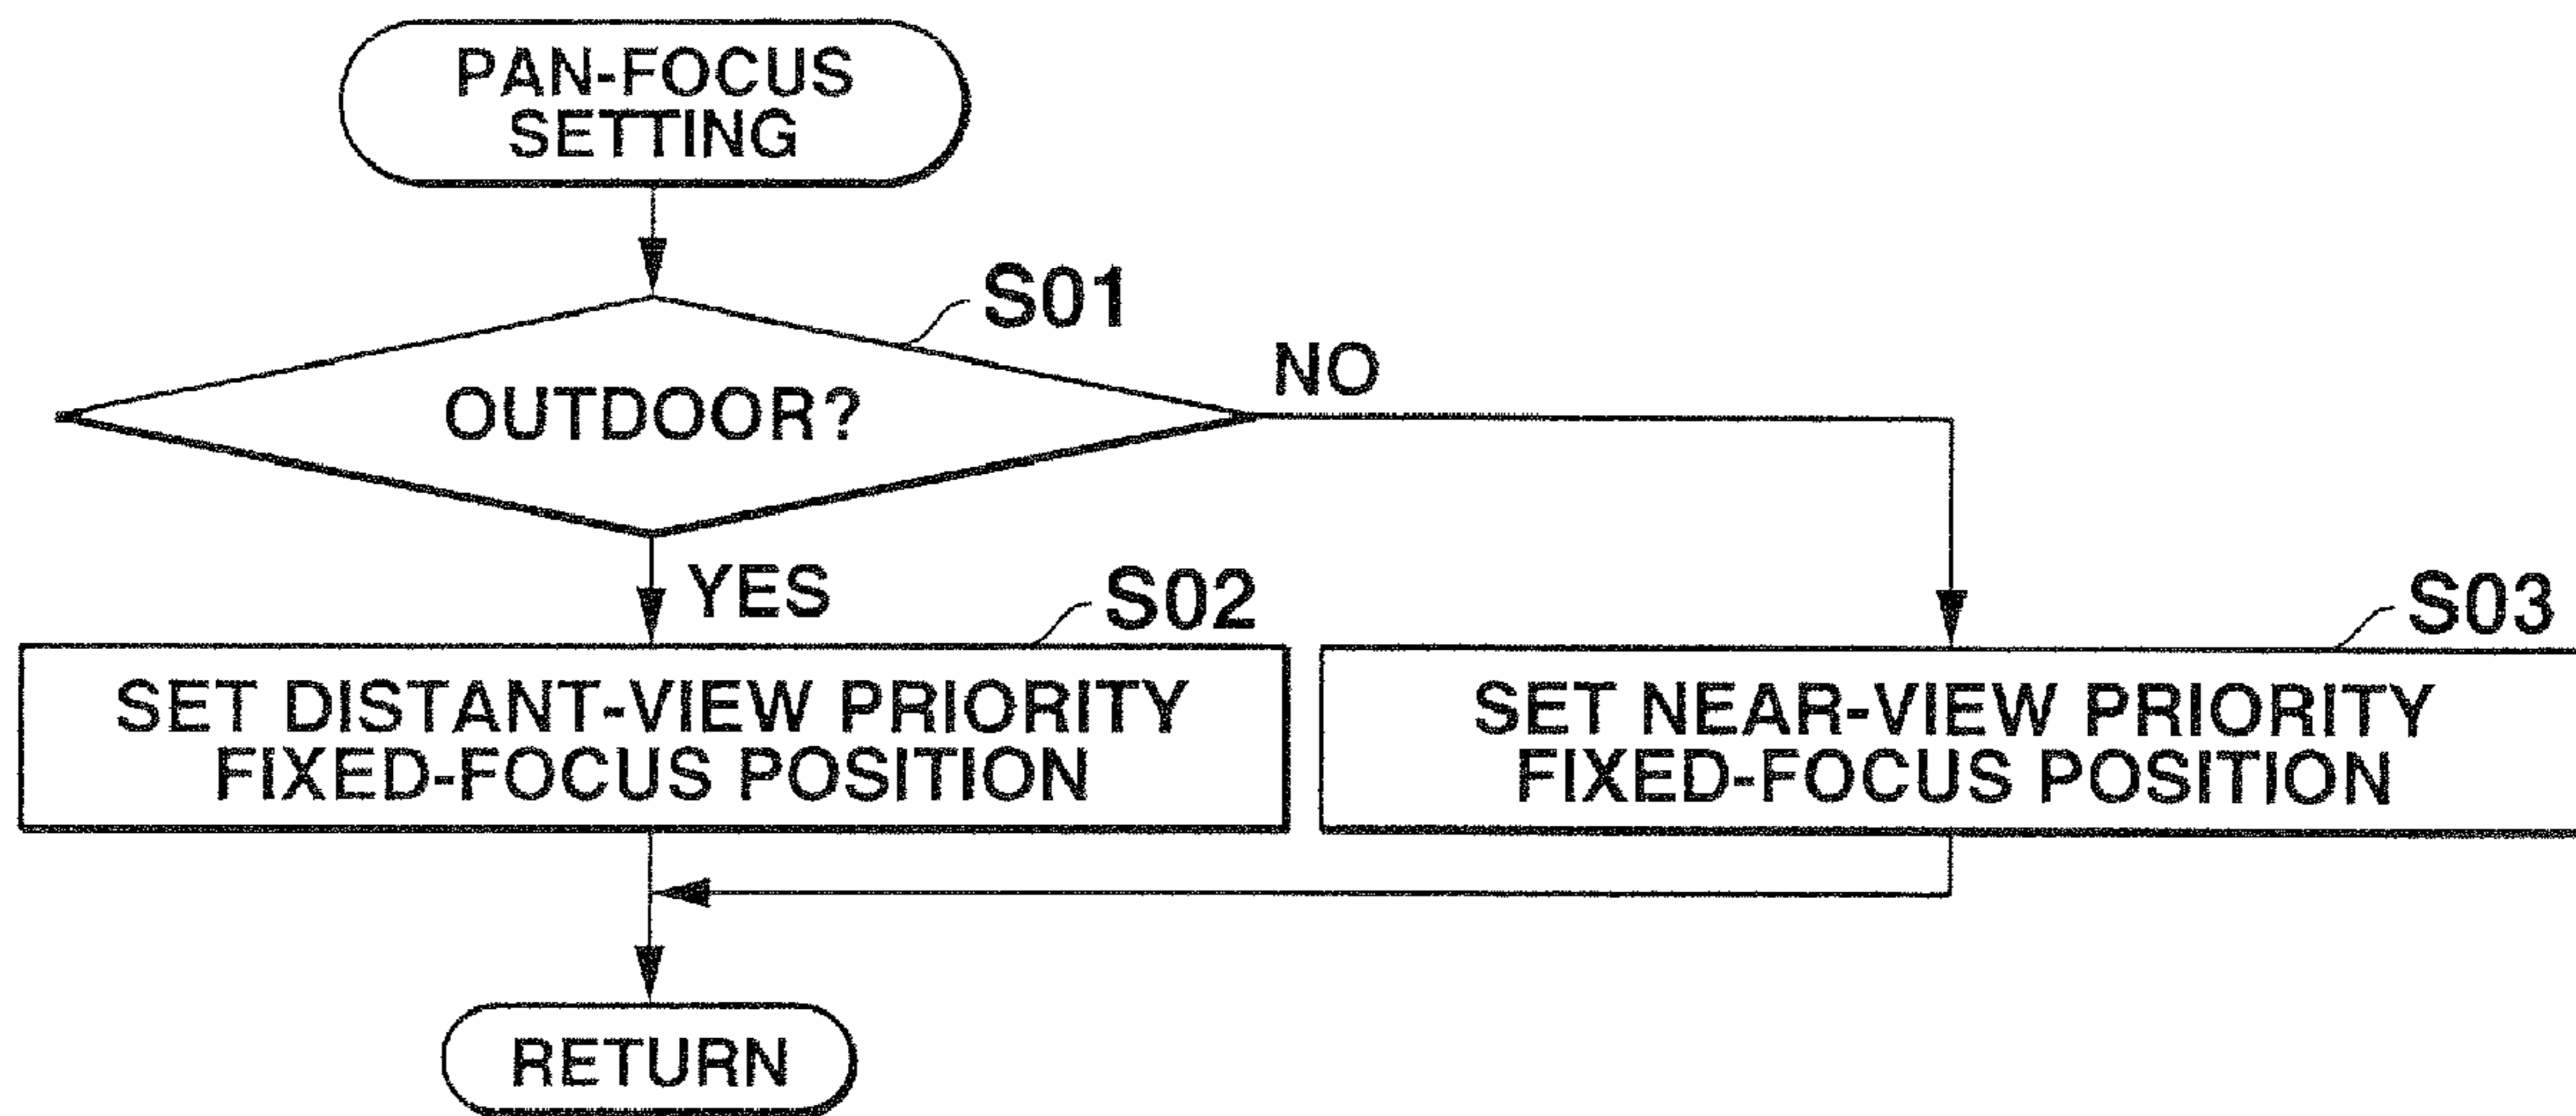 PAN-FOCUS
SETTING
S01
OUTDOOR?
NO
YES
S02
SET DISTANT-VIEW PRIORITY
FIXED-FOCUS POSITION
S03
SET NEAR-VIEW PRIORITY
FIXED-FOCUS POSITION
RETURN